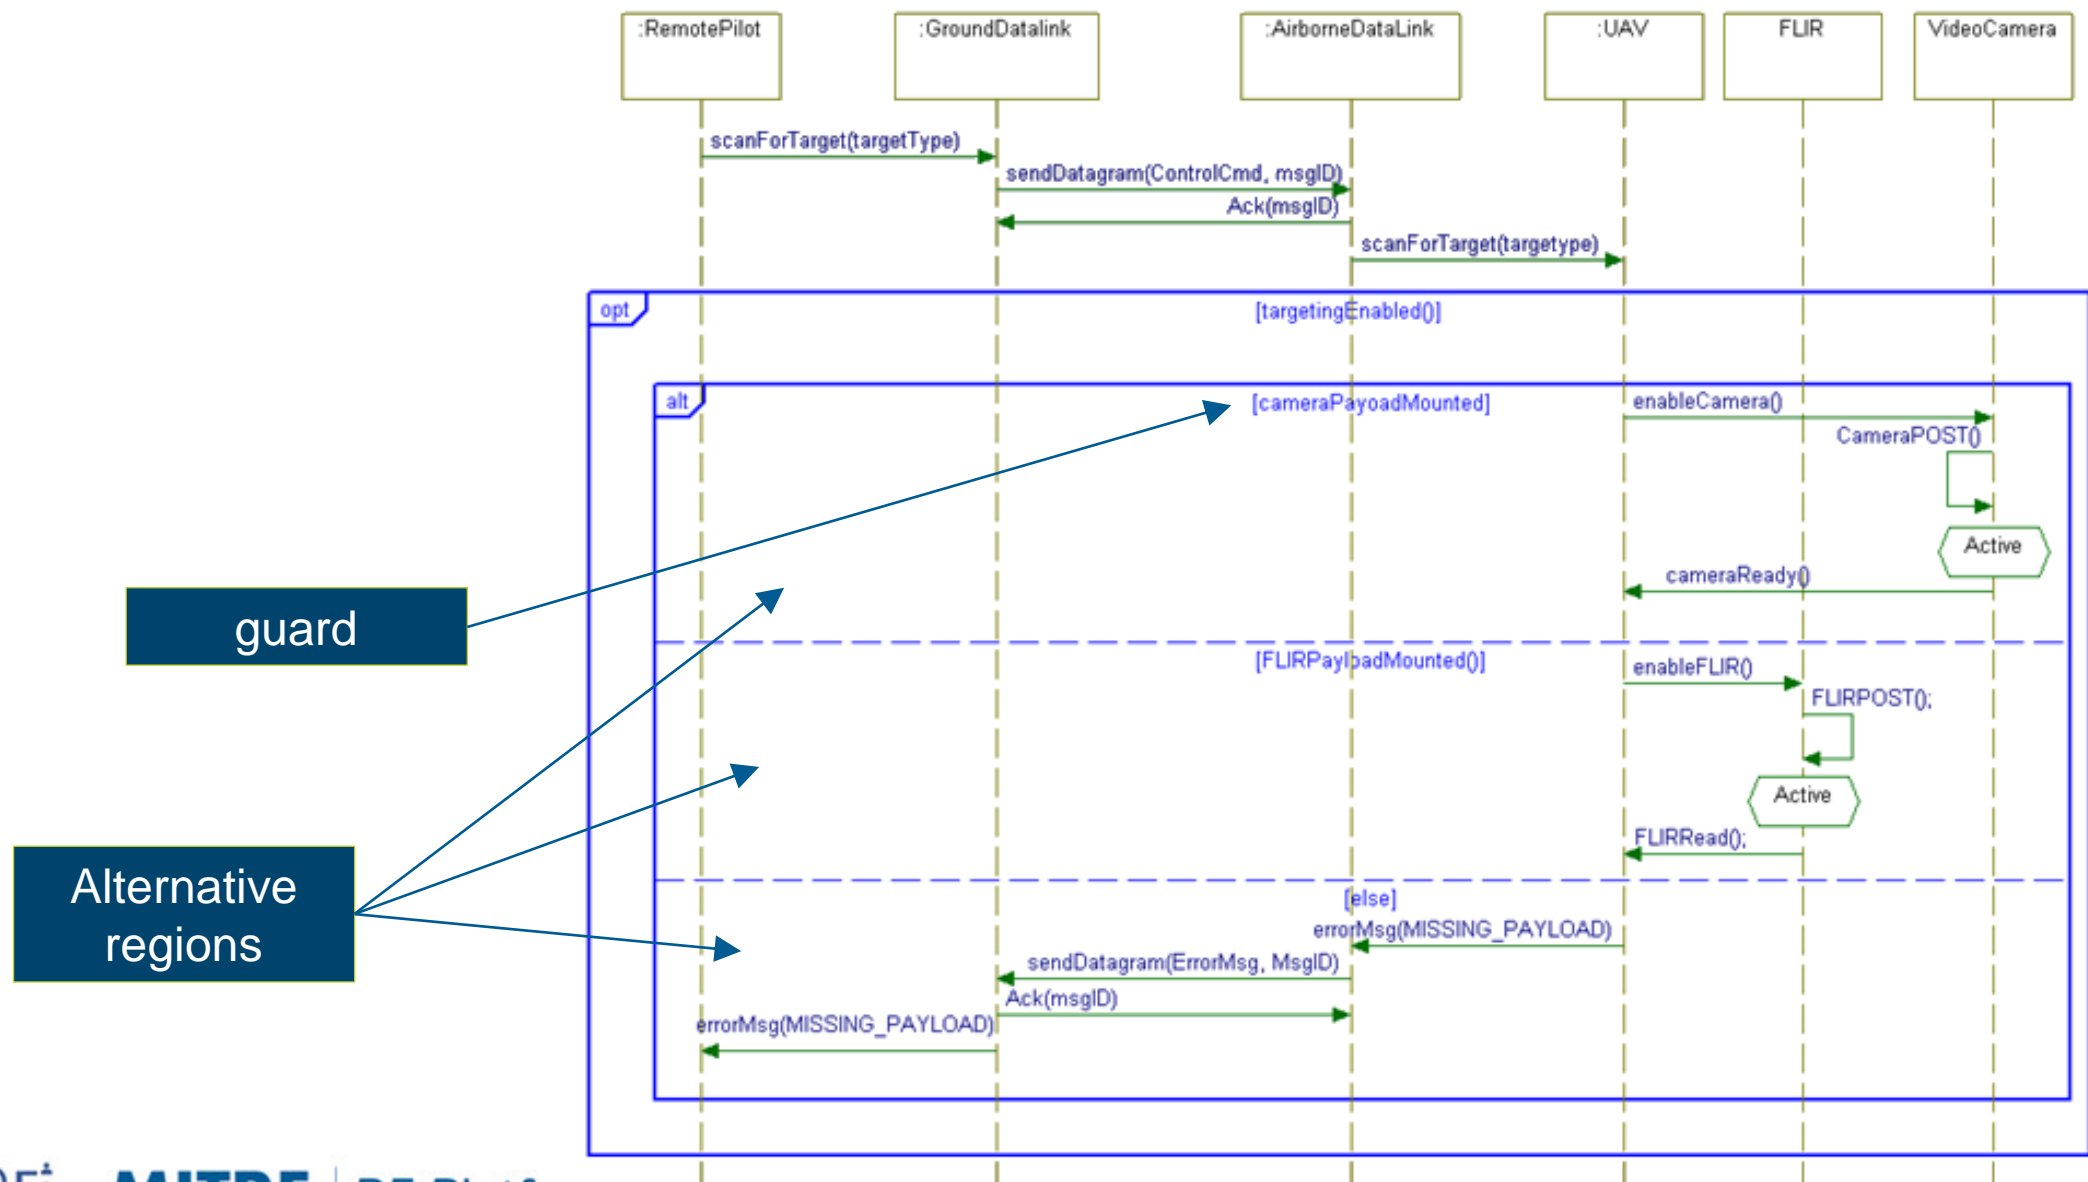 :RemotePilot
:GroundDatalink
:AirborneDataLink
:UAV
FLIR
VideoCamera
scanForTarget(targetType)
sendDatagram(ControlCmd, msgID)
Ack(msgID)
scanForTarget(targetype)
opt
[targetingEnabled()]
alt
[cameraPayoadMounted]
enableCamera()
CameraPOST()
Active
cameraReady()
guard
[FLIRPayloadMounted()]
enableFLIR()
FLIRPOST();
Active
FLIRRead();
Alternative
regions
[else]
errorMsg(MISSING_PAYLOAD)
sendDatagram(ErrorMsg, MsgID)
Ack(msgID)
errorMsg(MISSING_PAYLOAD)
MITRE